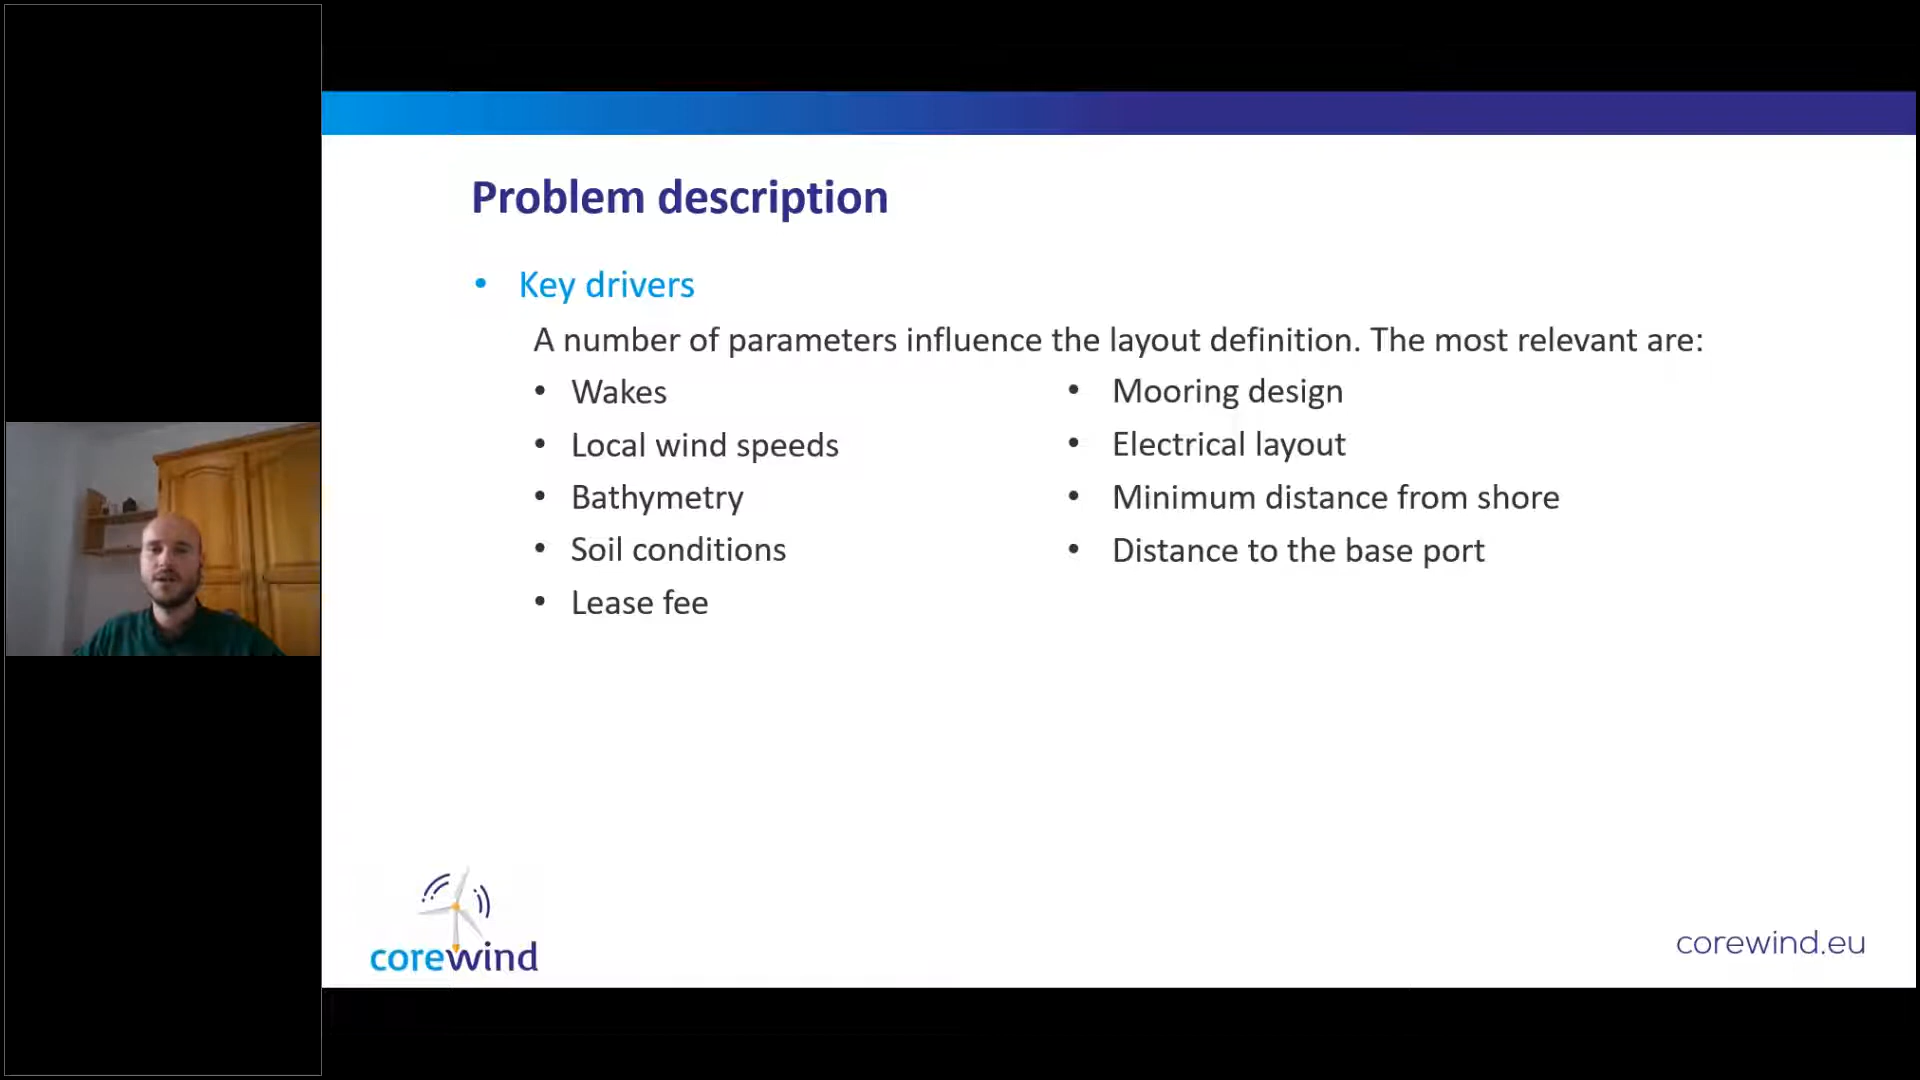 Problem description
• Key drivers
A number of parameters influence the layout definition. The most relevant are:
• Wakes
• Local wind speeds
• Bathymetry
• Soil conditions
• Lease fee
• Mooring design
• Electrical layout
• Minimum distance from shore
• Distance to the base port
corewind
corewind.eu